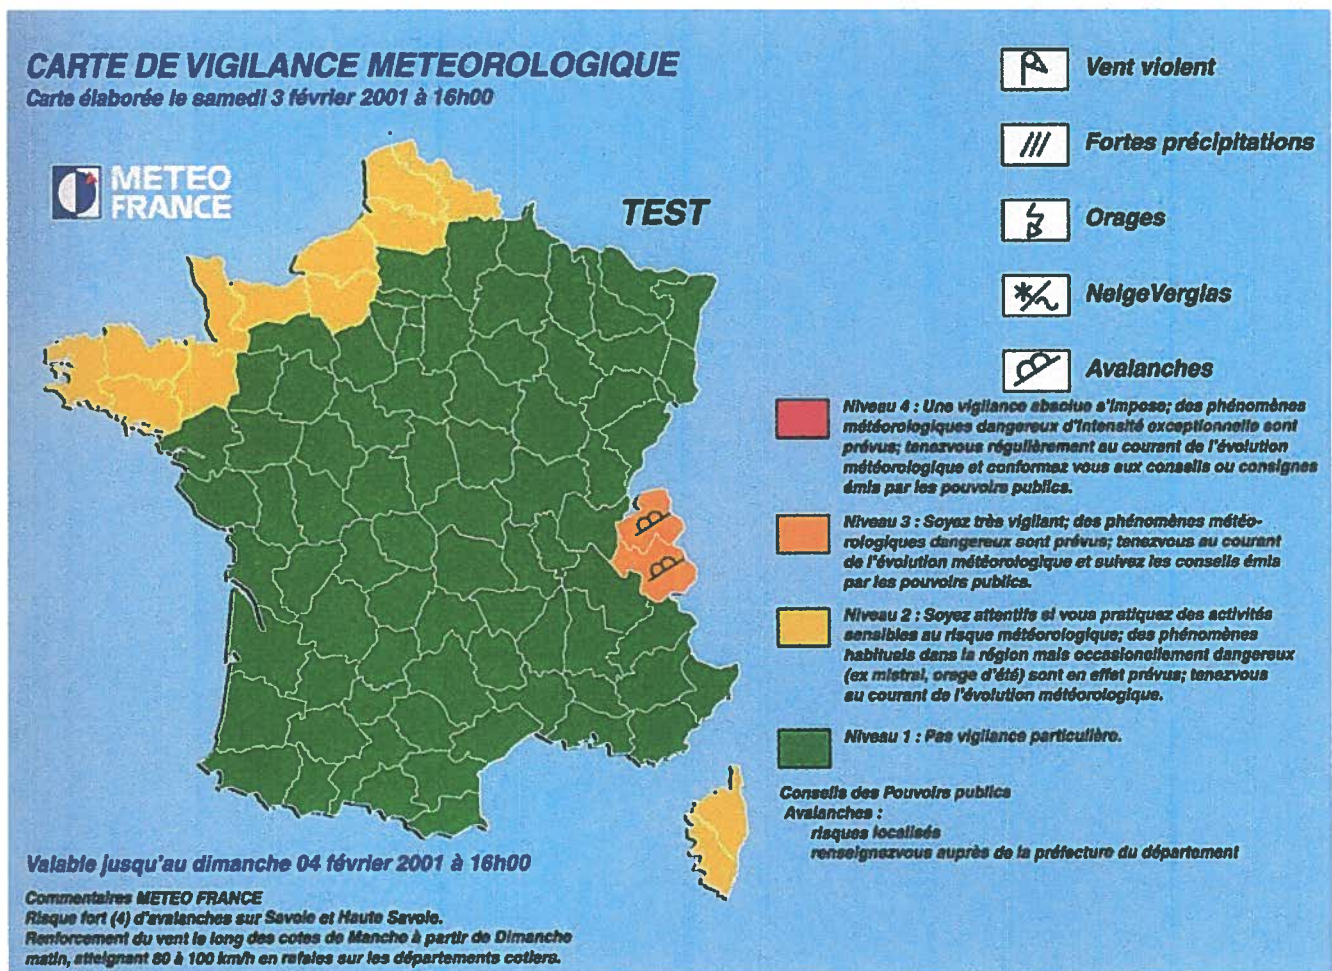 CARTE DE VIGILANCE METEOROLOGIQUE
Carte élaborée le samedi 3 février 2001 à 16h00
METEO
FRANCE
TEST
Vent violent
Fortes précipitations
Orages
NeigeVerglas
Avalanches
Niveau 4 : Une vigilance absolue s'impose; des phénomènes
météorologiques dangereux d'intensité exceptionnelle sont
prévus; tenezvous régulièrement au courant de l'évolution
météorologique et conformez vous aux conseils ou consignes
émis par les pouvoirs publics.
Niveau 3 : Soyez très vigilant; des phénomènes météo-
rologiques dangereux sont prévus; tenezvous au courant
de l'évolution météorologique et suivez les conseils émis
par les pouvoirs publics.
Niveau 2 : Soyez attentifs si vous pratiquez des activités
sensibles au risque météorologique; des phénomènes
habituels dans la région mais occasionellement dangereux
(ex mistral, orage d'été) sont en effet prévus; tenezvous
au courant de l'évolution météorologique.
Niveau 1 : Pas vigilance particulière.
Conseils des Pouvoirs publics
Avalanches :
risques localisés
renseignezvous auprès de la préfecture du département
Valable jusqu'au dimanche 04 février 2001 à 16h00
Commentaires METEO FRANCE
Risque fort (4) d'avalanches sur Savoie et Haute Savoie.
Renforcement du vent le long des cotes de Manche à partir de Dimanche
matin, atteignant 80 à 100 km/h en rafales sur les départements cotiers.